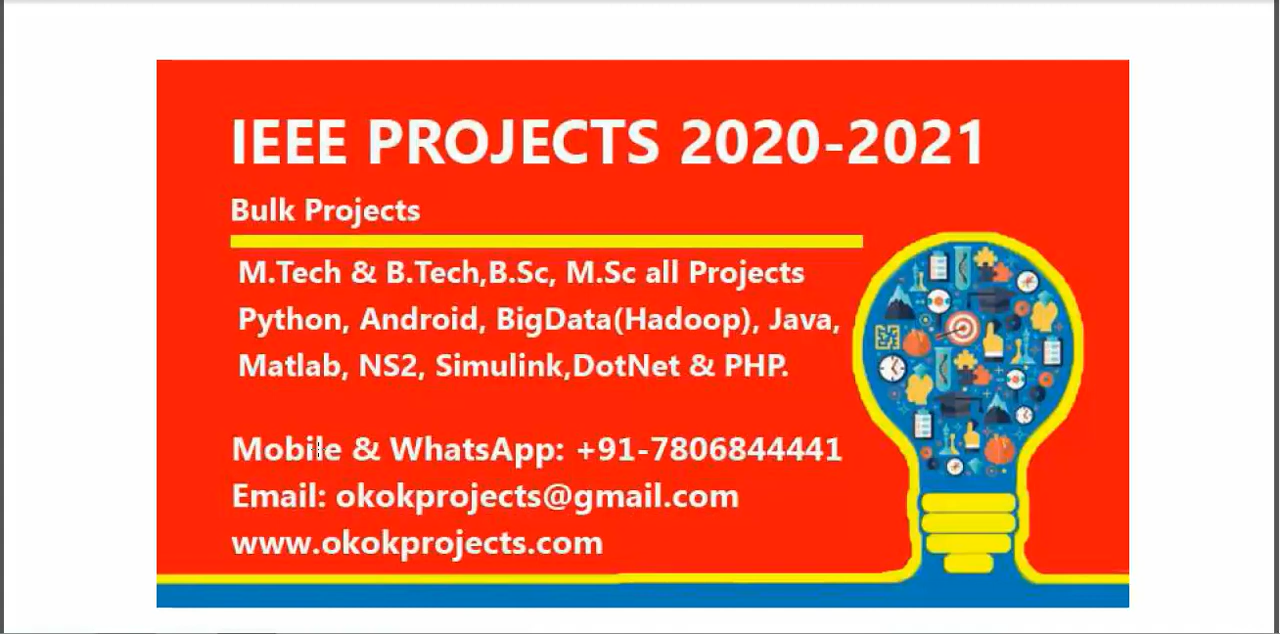 IEEE PROJECTS 2020-2021
Bulk Projects
M.Tech & B.Tech,B.Sc, M.Sc all Projects
Python, Android, BigData(Hadoop), Java,
Matlab, NS2, Simulink,DotNet & PHP.
Mobile & WhatsApp: +91-7806844441
Email: okokprojects@gmail.com
www.okokprojects.com